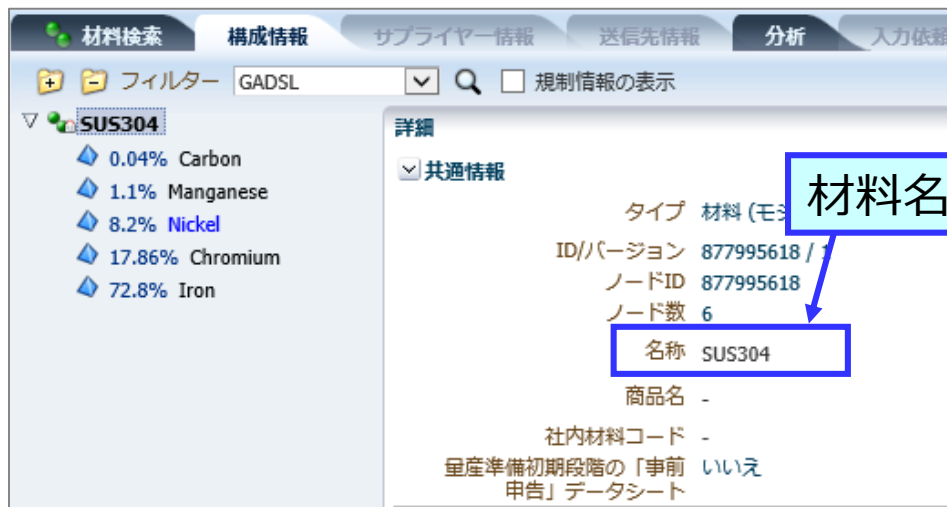 材料検索 構成情報 サプライヤー情報 送信先情報 分析 入力依頼
フィルター GADSL 規制情報の表示
SUS304
0.04% Carbon
1.1% Manganese
8.2% Nickel
17.86% Chromium
72.8% Iron
詳細
共通情報
材料名
タイプ 材料 (モジ
ID/バージョン 877995618 / 1
ノードID 877995618
ノード数 6
名称 SUS304
商品名 -
社内材料コード -
量産準備初期段階の「事前 いいえ
申告」データシート